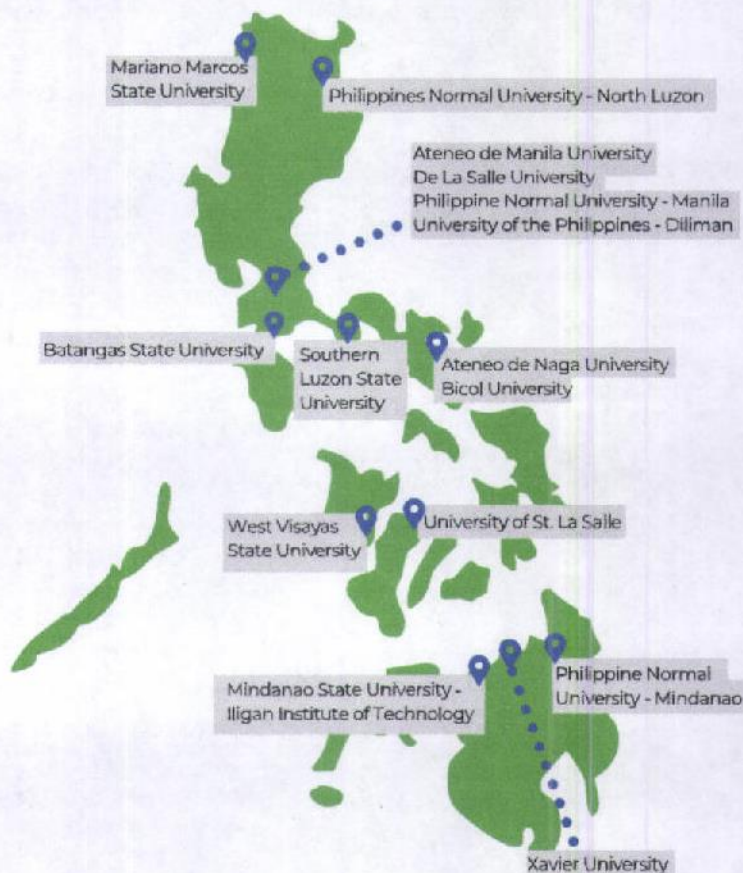 Mariano Marcos
State University
Philippines Normal University - North Luzon
Ateneo de Manila University
De La Salle University
Philippine Normal University - Manila
University of the Philippines - Diliman
Batangas State University
Southern
Luzon State
University
Ateneo de Naga University
Bicol University
West Visayas
State University
University of St. La Salle
Mindanao State University -
Iligan Institute of Technology
Philippine Normal
University - Mindanao
Xavier University